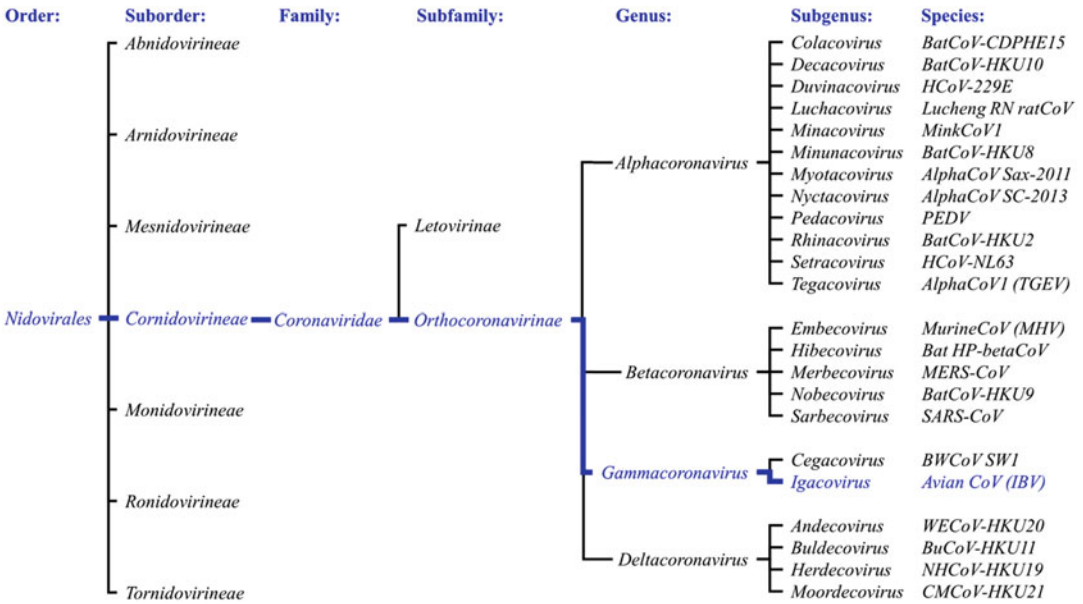 Order: Suborder: Family: Subfamily: Genus: Subgenus: Species:
Abnidovirineae
Colacovirus BatCoV-CDPHE15
Decacovirus BatCoV-HKU10
Duvinacovirus HCoV-229E
Luchacovirus Lucheng RN ratCoV
Arnidovirineae
Minacovirus MinkCoV1
Minunacovirus BatCoV-HKU8
Alphacoronavirus
Myotacovirus AlphaCoV Sax-2011
Nyctacovirus AlphaCoV SC-2013
Pedacovirus PEDV
Mesnidovirineae Letovirinae
Rhinacovirus BatCoV-HKU2
Setracovirus HCoV-NL63
Tegacovirus AlphaCoV1 (TGEV)
Nidovirales Cornidovirineae Coronaviridae Orthocoronavirinae
Embecovirus MurineCoV (MHV)
Hibecovirus Bat HP-betaCoV
Betacoronavirus Merbecovirus MERS-CoV
Nobecovirus BatCoV-HKU9
Monidovirineae
Sarbecovirus SARS-CoV
Cegacovirus BWCoV SW1
Gammacoronavirus
Igacovirus Avian CoV (IBV)
Ronidovirineae
Andecovirus WECoV-HKU20
Buldecovirus BuCoV-HKU11
Deltacoronavirus
Herdecovirus NHCoV-HKU19
Tornidovirineae Moordecovirus CMCoV-HKU21